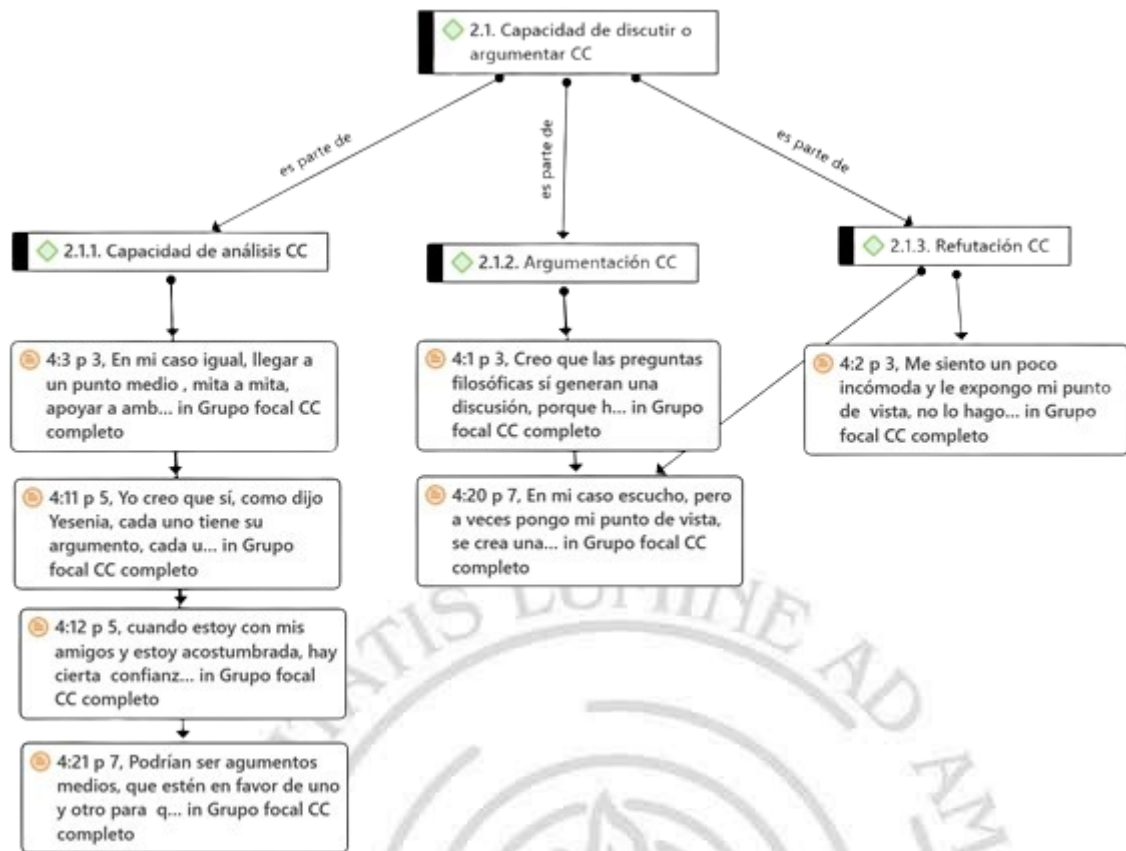 2.1. Capacidad de discutir o
argumentar CC
es parte de
es parte de
es parte de
2.1.1. Capacidad de análisis CC
2.1.2. Argumentación CC
2.1.3. Refutación CC
4:3 p 3, En mi caso igual, llegar a
un punto medio , mita a mita,
apoyar a amb... in Grupo focal CC
completo
4:11 p 5, Yo creo que sí, como dijo
Yesenia, cada uno tiene su
argumento, cada u... in Grupo
focal CC completo
4:12 p 5, cuando estoy con mis
amigos y estoy acostumbrada, hay
cierta confianz... in Grupo focal
CC completo
4:21 p 7, Podrían ser agumentos
medios, que estén en favor de uno
y otro para q... in Grupo focal CC
completo
4:1 p 3, Creo que las preguntas
filosóficas sí generan una
discusión, porque h... in Grupo
focal CC completo
4:20 p 7, En mi caso escucho, pero
a veces pongo mi punto de vista,
se crea una... in Grupo focal CC
completo
4:2 p 3, Me siento un poco
incómoda y le expongo mi punto
de vista, no lo hago... in Grupo
focal CC completo
LUMINE AD